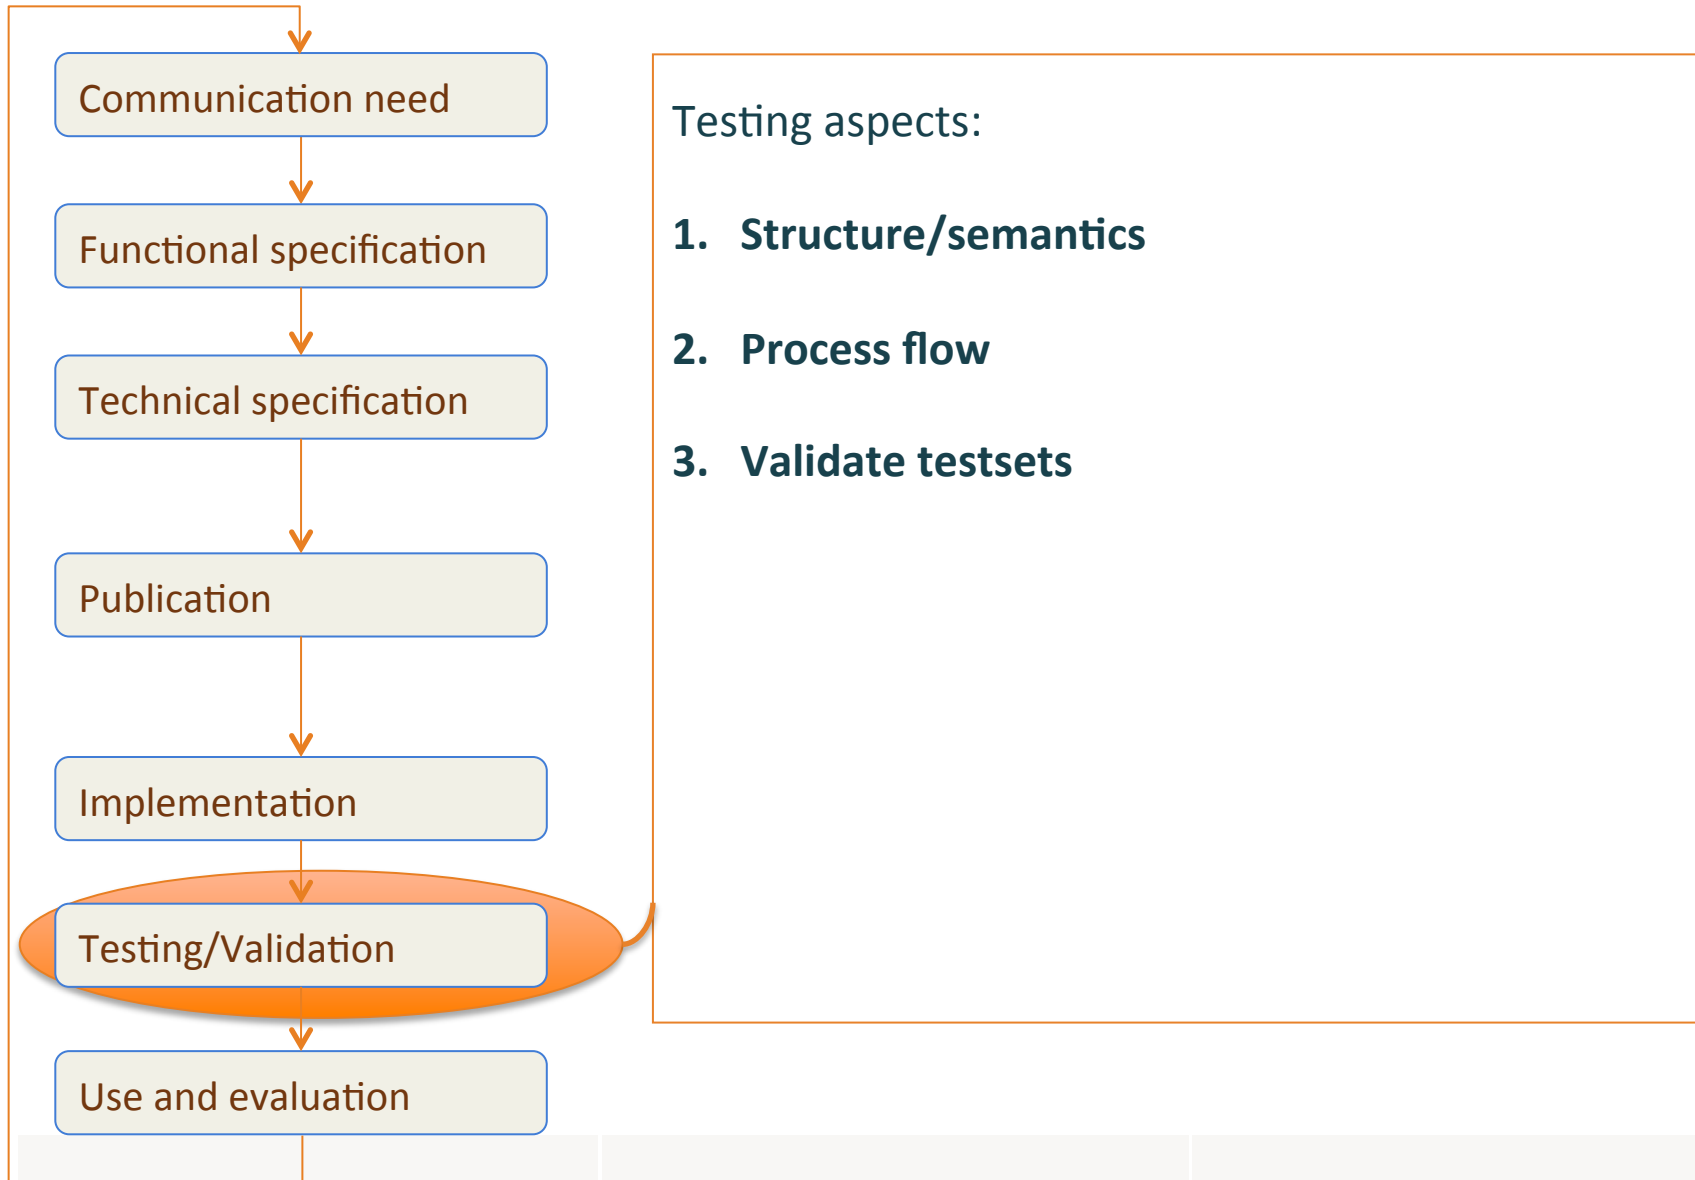 Communication need
Functional specification
Technical specification
Publication
Implementation
Testing/Validation
Use and evaluation
Testing aspects:
1. Structure/semantics
2. Process flow
3. Validate testsets